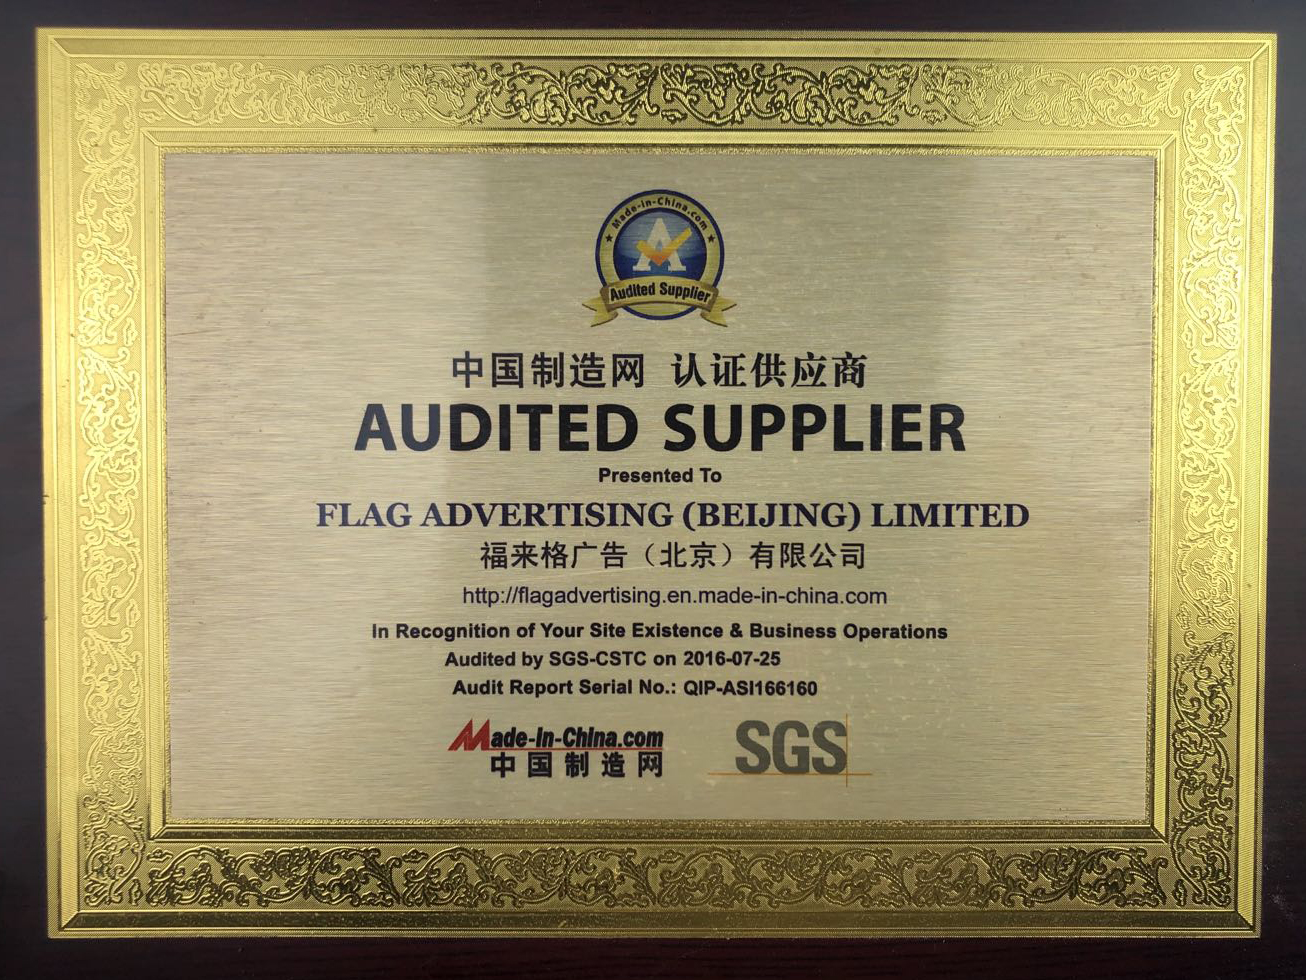 Made-in-China.com
A
Audited Supplier
中国制造网 认证供应商
AUDITED SUPPLIER
Presented To
FLAG ADVERTISING (BEIJING) LIMITED
福来格广告（北京）有限公司
http://flagadvertising.en.made-in-china.com
In Recognition of Your Site Existence & Business Operations
Audited by SGS-CSTC on 2016-07-25
Audit Report Serial No.: QIP-ASI166160
Made-in-China.com SGS
中国制造网